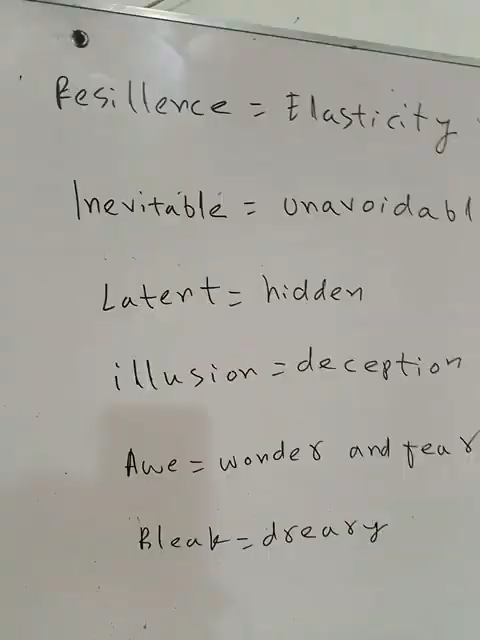 Resillence = Elasticity
Inevitable = unavoidabl
Latent = hidden
illusion = deception
Awe = wonder and fear
Bleak = dreary